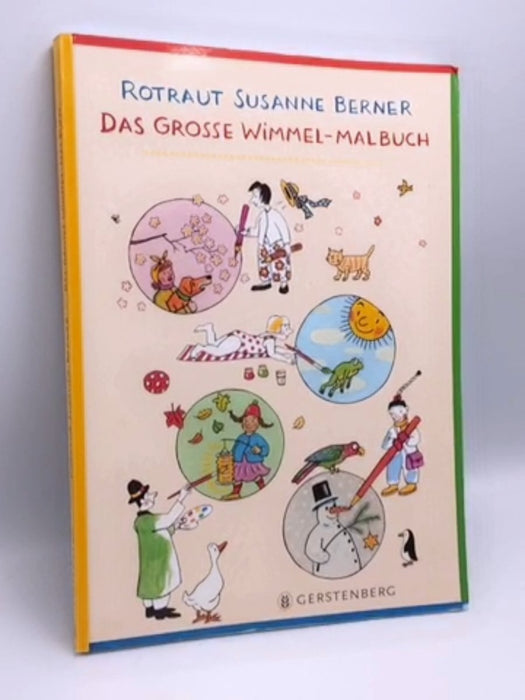 ROTRAUT SUSANNE BERNER
DAS GROSSE WiMMEL-MALBUCH
GERSTENBERG